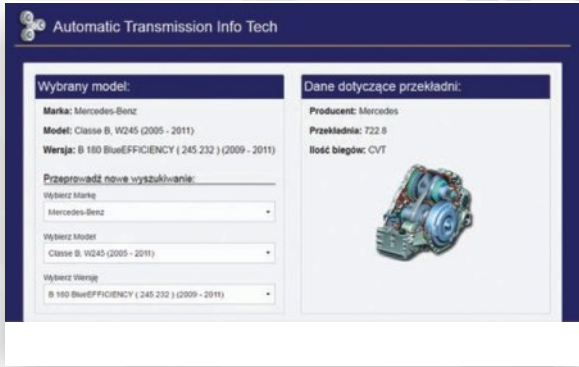 Automatic Transmission Info Tech
Wybrany model:
Marka: Mercedes-Benz
Model: Classe B, W245 (2005 - 2011)
Wersja: B 180 BlueEFFICIENCY ( 245.232 ) (2009 - 2011)
Przeprowadź nowe wyszukiwanie:
Wybierz Markę
Mercedes-Benz
Wybierz Model
Classe B, W245 (2005 - 2011)
Wybierz Wersję
B 180 BlueEFFICIENCY ( 245.232 ) (2009 - 2011)
Dane dotyczące przekładni:
Producent: Mercedes
Przekładnia: 722.8
Ilość biegów: CVT